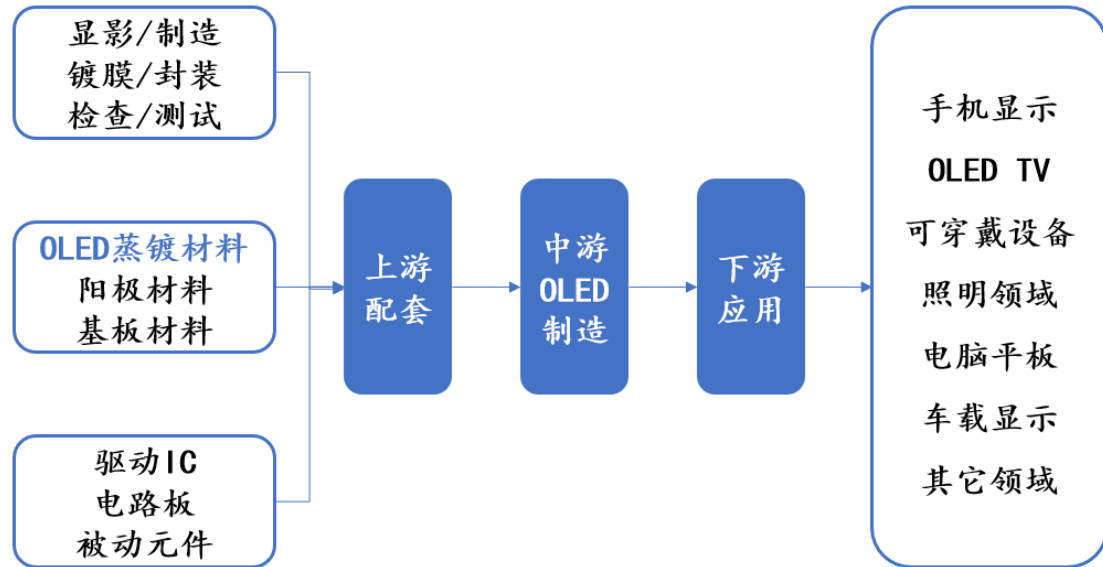 显影/制造
镀膜/封装
检查/测试
OLED蒸镀材料
阳极材料
基板材料
驱动IC
电路板
被动元件
上游
配套
中游
OLED
制造
下游
应用
手机显示
OLED TV
可穿戴设备
照明领域
电脑平板
车载显示
其它领域